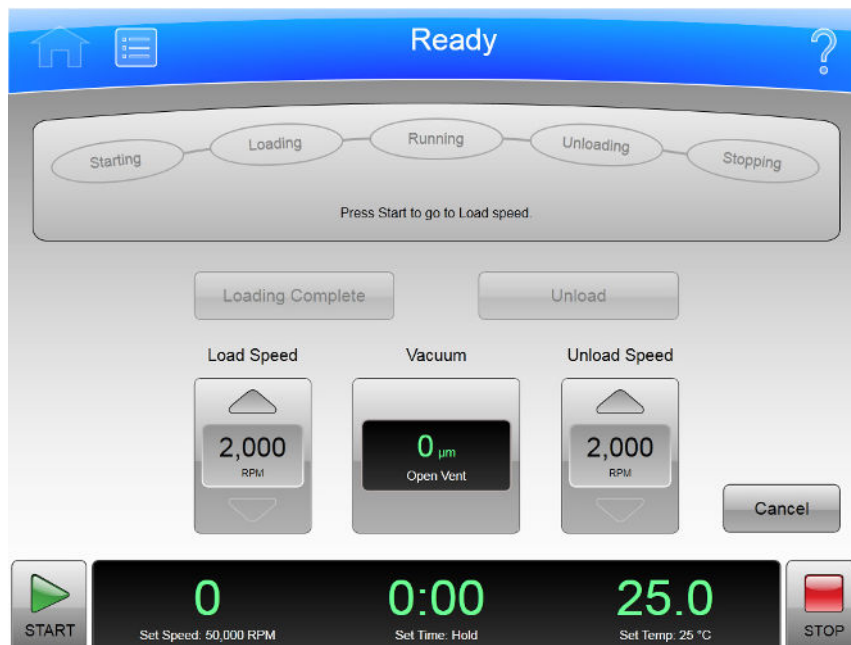 Ready
?
Starting
Loading
Running
Unloading
Stopping
Press Start to go to Load speed.
Loading Complete
Unload
Load Speed
Vacuum
Unload Speed
2,000
RPM
0 µm
Open Vent
2,000
RPM
Cancel
START
0
Set Speed: 50,000 RPM
0:00
Set Time: Hold
25.0
Set Temp: 25 °C
STOP